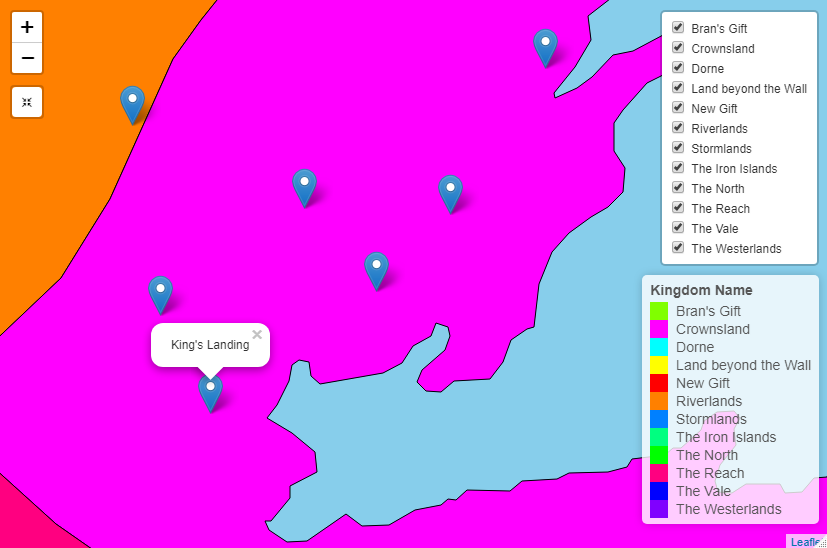 +
−
Bran's Gift
Crownsland
Dorne
Land beyond the Wall
New Gift
Riverlands
Stormlands
The Iron Islands
The North
The Reach
The Vale
The Westerlands
King's Landing ×
Kingdom Name
Bran's Gift
Crownsland
Dorne
Land beyond the Wall
New Gift
Riverlands
Stormlands
The Iron Islands
The North
The Reach
The Vale
The Westerlands